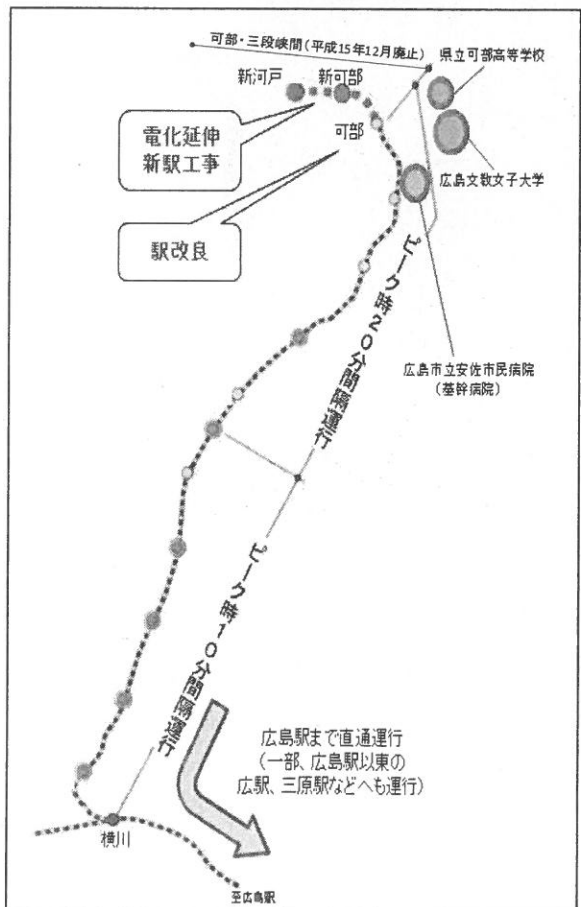 可部・三段峡間(平成15年12月廃止)
県立可部高等学校
新河戸
新可部
電化延伸
新駅工事
可部
広島文教女子大学
駅改良
ピーク時20分間隔運行
広島市立安佐市民病院
(基幹病院)
ピーク時10分間隔運行
広島駅まで直通運行
(一部、広島駅以東の
広駅、三原駅などへも運行)
横川
至広島駅